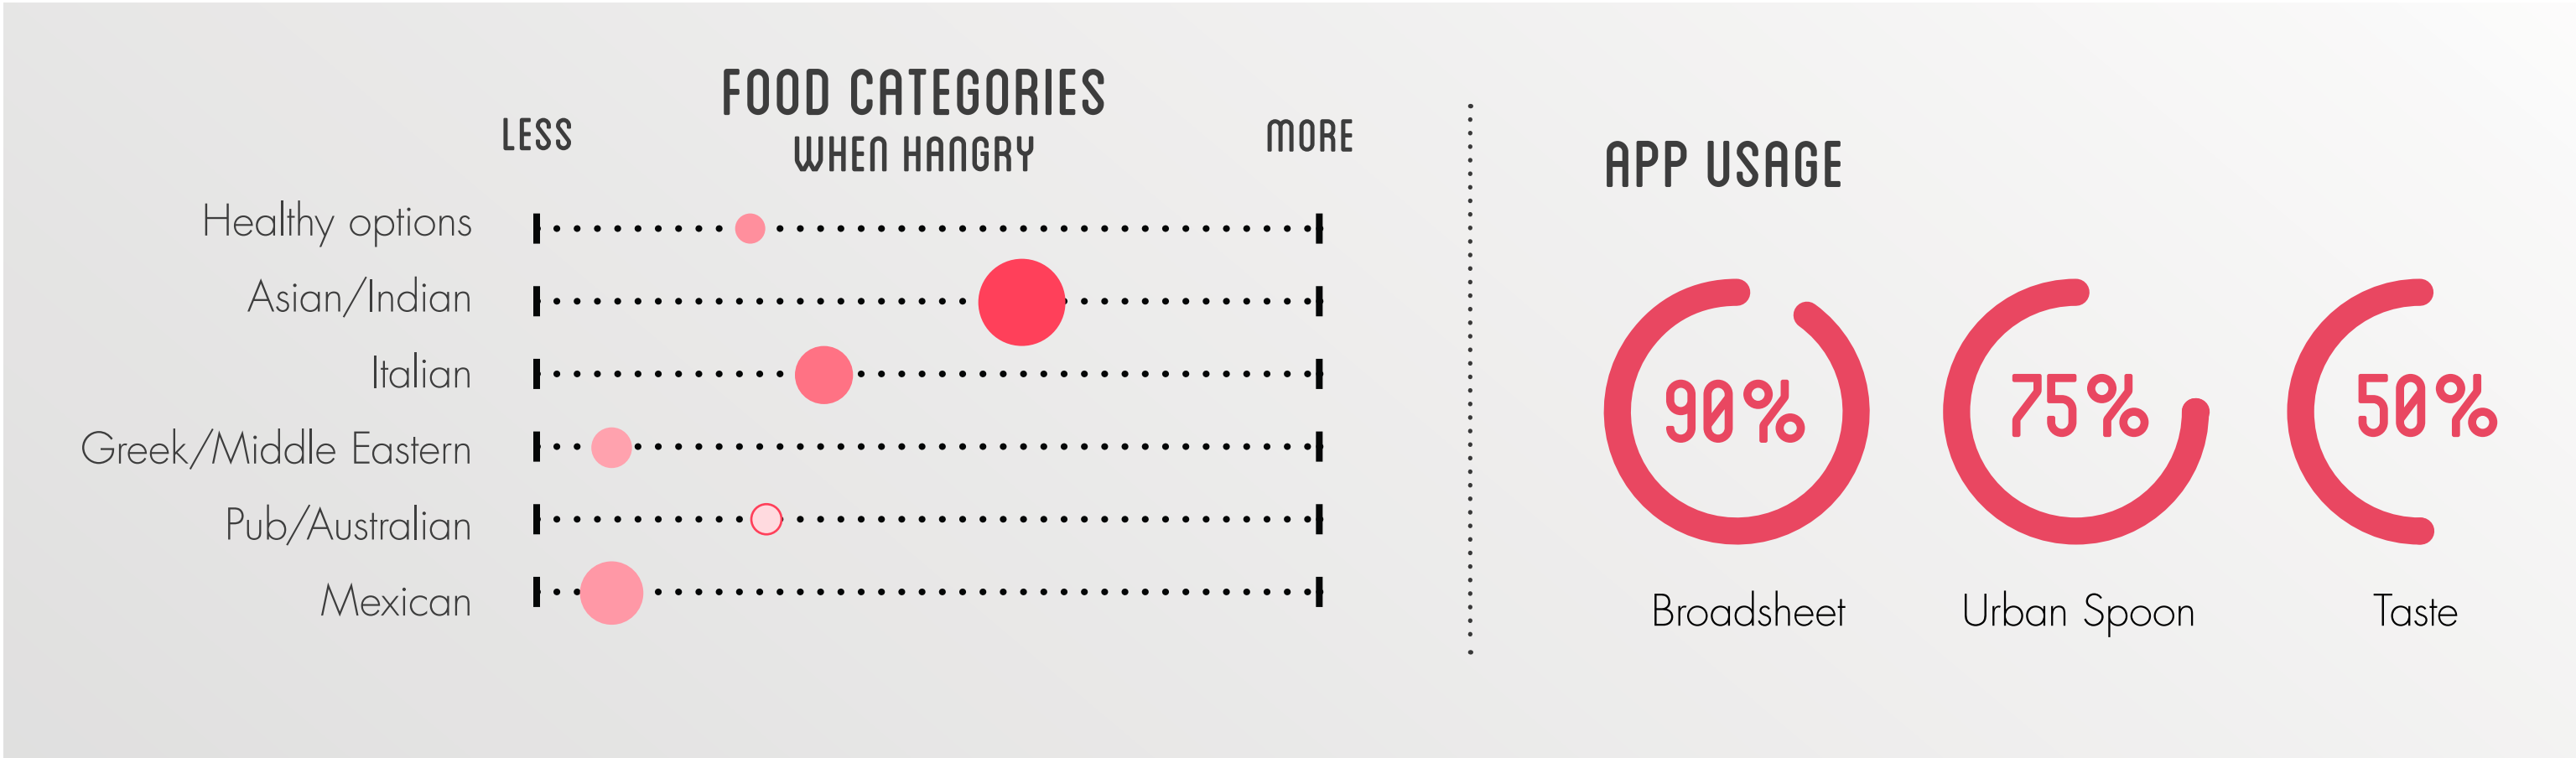 FOOD CATEGORIES
WHEN HANGRY
LESS
MORE
Healthy options
Asian/Indian
Italian
Greek/Middle Eastern
Pub/Australian
Mexican
APP USAGE
90%
75%
50%
Broadsheet
Urban Spoon
Taste